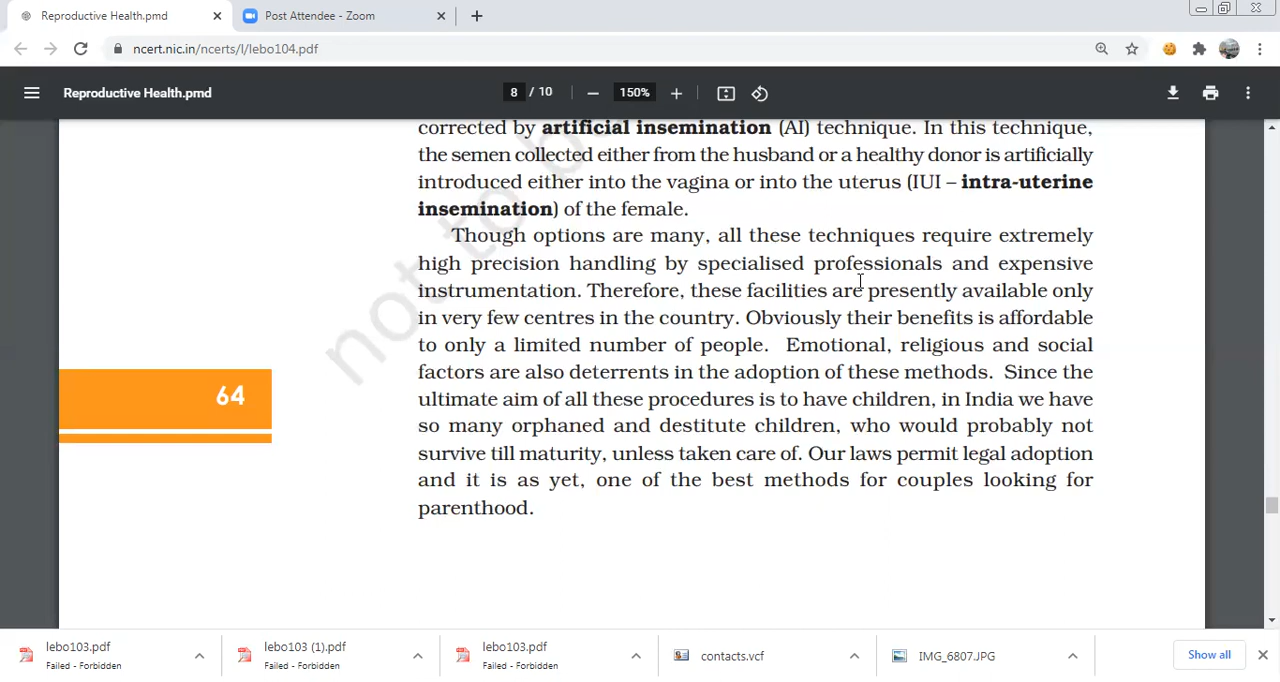 Reproductive Health.pmd
Post Attendee - Zoom
ncert.nic.in/ncerts/l/lebo104.pdf
Reproductive Health.pmd
8 / 10
150%
corrected by artificial insemination (AI) technique. In this technique,
the semen collected either from the husband or a healthy donor is artificially
introduced either into the vagina or into the uterus (IUI – intra-uterine
insemination) of the female.
Though options are many, all these techniques require extremely
high precision handling by specialised professionals and expensive
instrumentation. Therefore, these facilities are presently available only
in very few centres in the country. Obviously their benefits is affordable
to only a limited number of people. Emotional, religious and social
factors are also deterrents in the adoption of these methods. Since the
ultimate aim of all these procedures is to have children, in India we have
so many orphaned and destitute children, who would probably not
survive till maturity, unless taken care of. Our laws permit legal adoption
and it is as yet, one of the best methods for couples looking for
parenthood.
64
not to b
lebo103.pdf
Failed - Forbidden
lebo103 (1).pdf
Failed - Forbidden
lebo103.pdf
Failed - Forbidden
contacts.vcf
IMG_6807.JPG
Show all